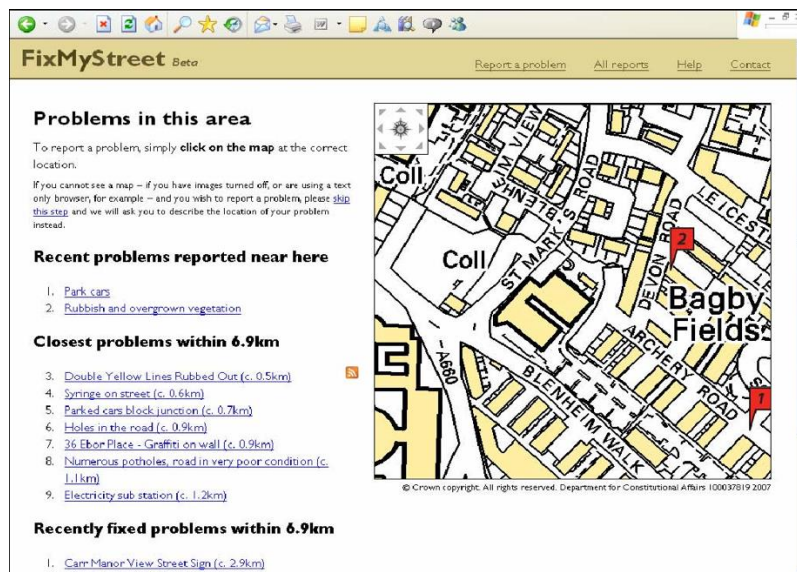 FixMyStreet Beta
Report a problem All reports Help Contact
Problems in this area
To report a problem, simply click on the map at the correct
location.
If you cannot see a map – if you have images turned off, or are using a text
only browser, for example – and you wish to report a problem, please skip
this step and we will ask you to describe the location of your problem
instead.
Recent problems reported near here
1. Park cars
2. Rubbish and overgrown vegetation
Closest problems within 6.9km
3. Double Yellow Lines Rubbed Out (c. 0.5km)
4. Syringe on street (c. 0.6km)
5. Parked cars block junction (c. 0.7km)
6. Holes in the road (c. 0.9km)
7. 36 Ebor Place - Graffiti on wall (c. 0.9km)
8. Numerous potholes, road in very poor condition (c.
1.1km)
9. Electricity sub station (c. 1.2km)
Recently fixed problems within 6.9km
1. Carr Manor View Street Sign (c. 2.9km)
Coll
M VIEW
BLENHE
ST MARK'S ROAD
Coll
DEVON ROAD
LEICESTE
2
Bagby
Fields
A660
ARCHERY ROAD
BLENHEIM WALK
S
1
© Crown copyright. All rights reserved. Department for Constitutional Affairs 100037819 2007